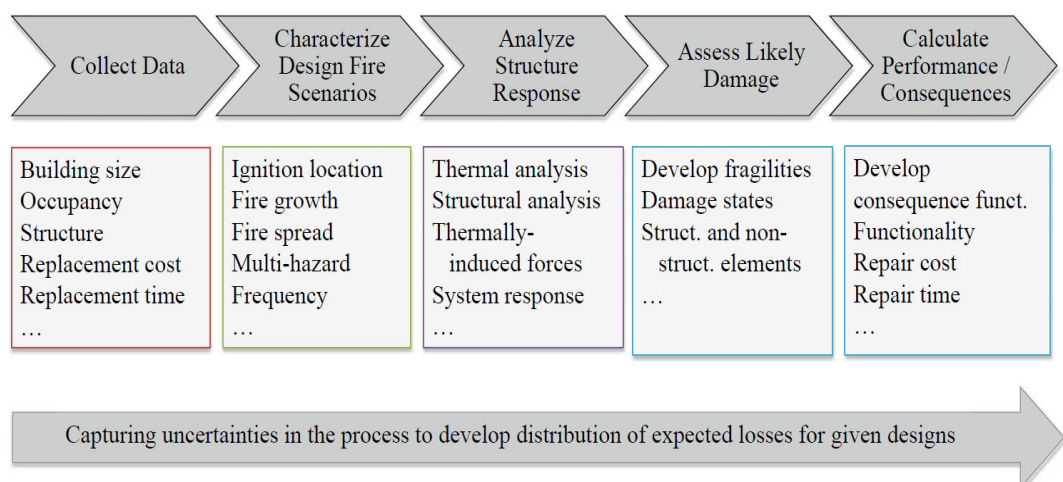 Collect Data
Characterize
Design Fire
Scenarios
Analyze
Structure
Response
Assess Likely
Damage
Calculate
Performance /
Consequences
Building size
Occupancy
Structure
Replacement cost
Replacement time
…
Ignition location
Fire growth
Fire spread
Multi-hazard
Frequency
…
Thermal analysis
Structural analysis
Thermally-
induced forces
System response
…
Develop fragilities
Damage states
Struct. and non-
struct. elements
…
Develop
consequence funct.
Functionality
Repair cost
Repair time
…
Capturing uncertainties in the process to develop distribution of expected losses for given designs